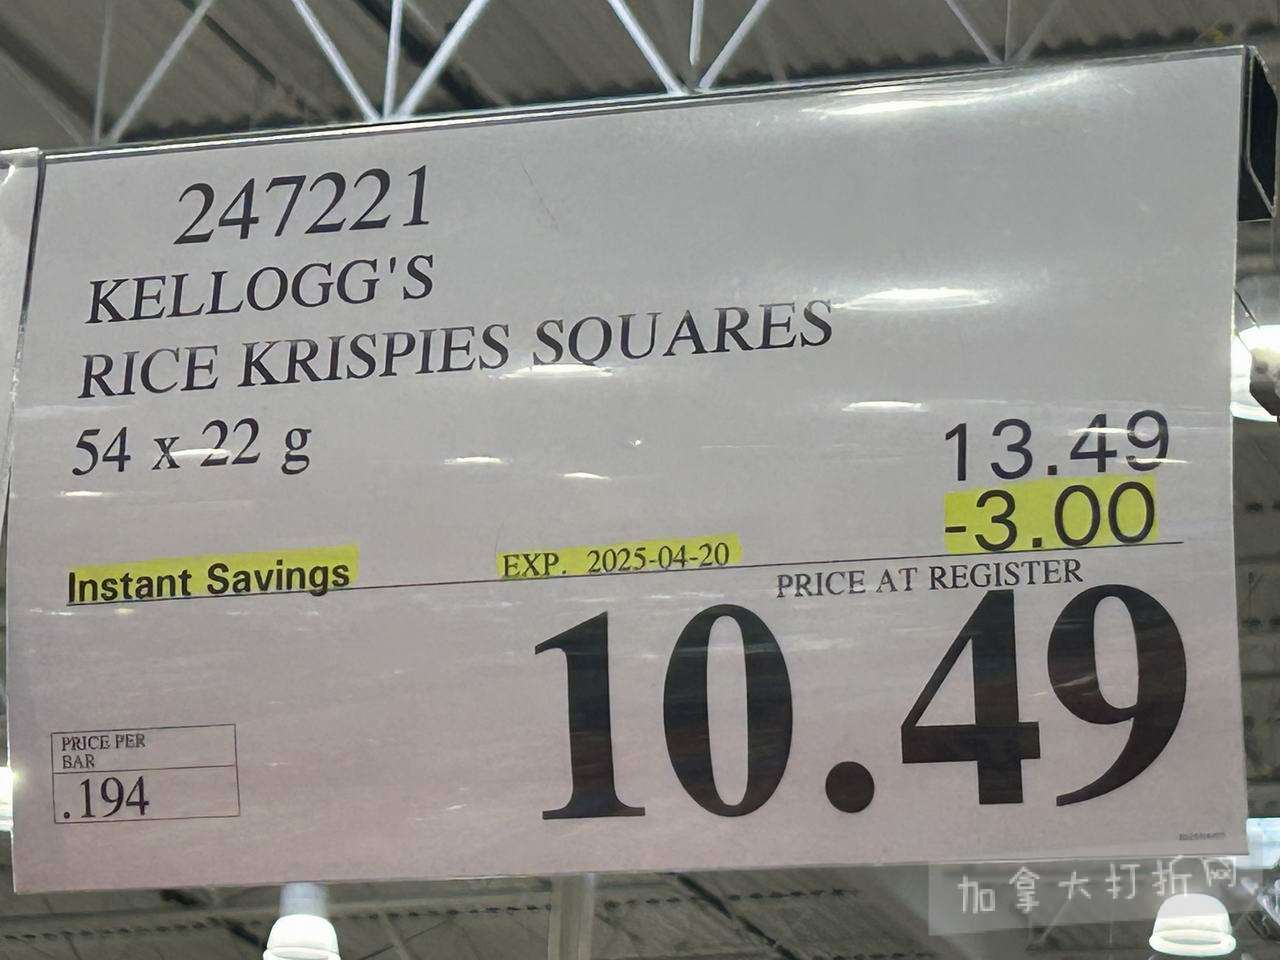 247221
KELLOGG'S
RICE KRISPIES SQUARES
54 x 22 g
13.49
-3.00
Instant Savings
EXP. 2025-04-20
PRICE AT REGISTER
10.49
PRICE PER
BAR
.194
加拿大打折网